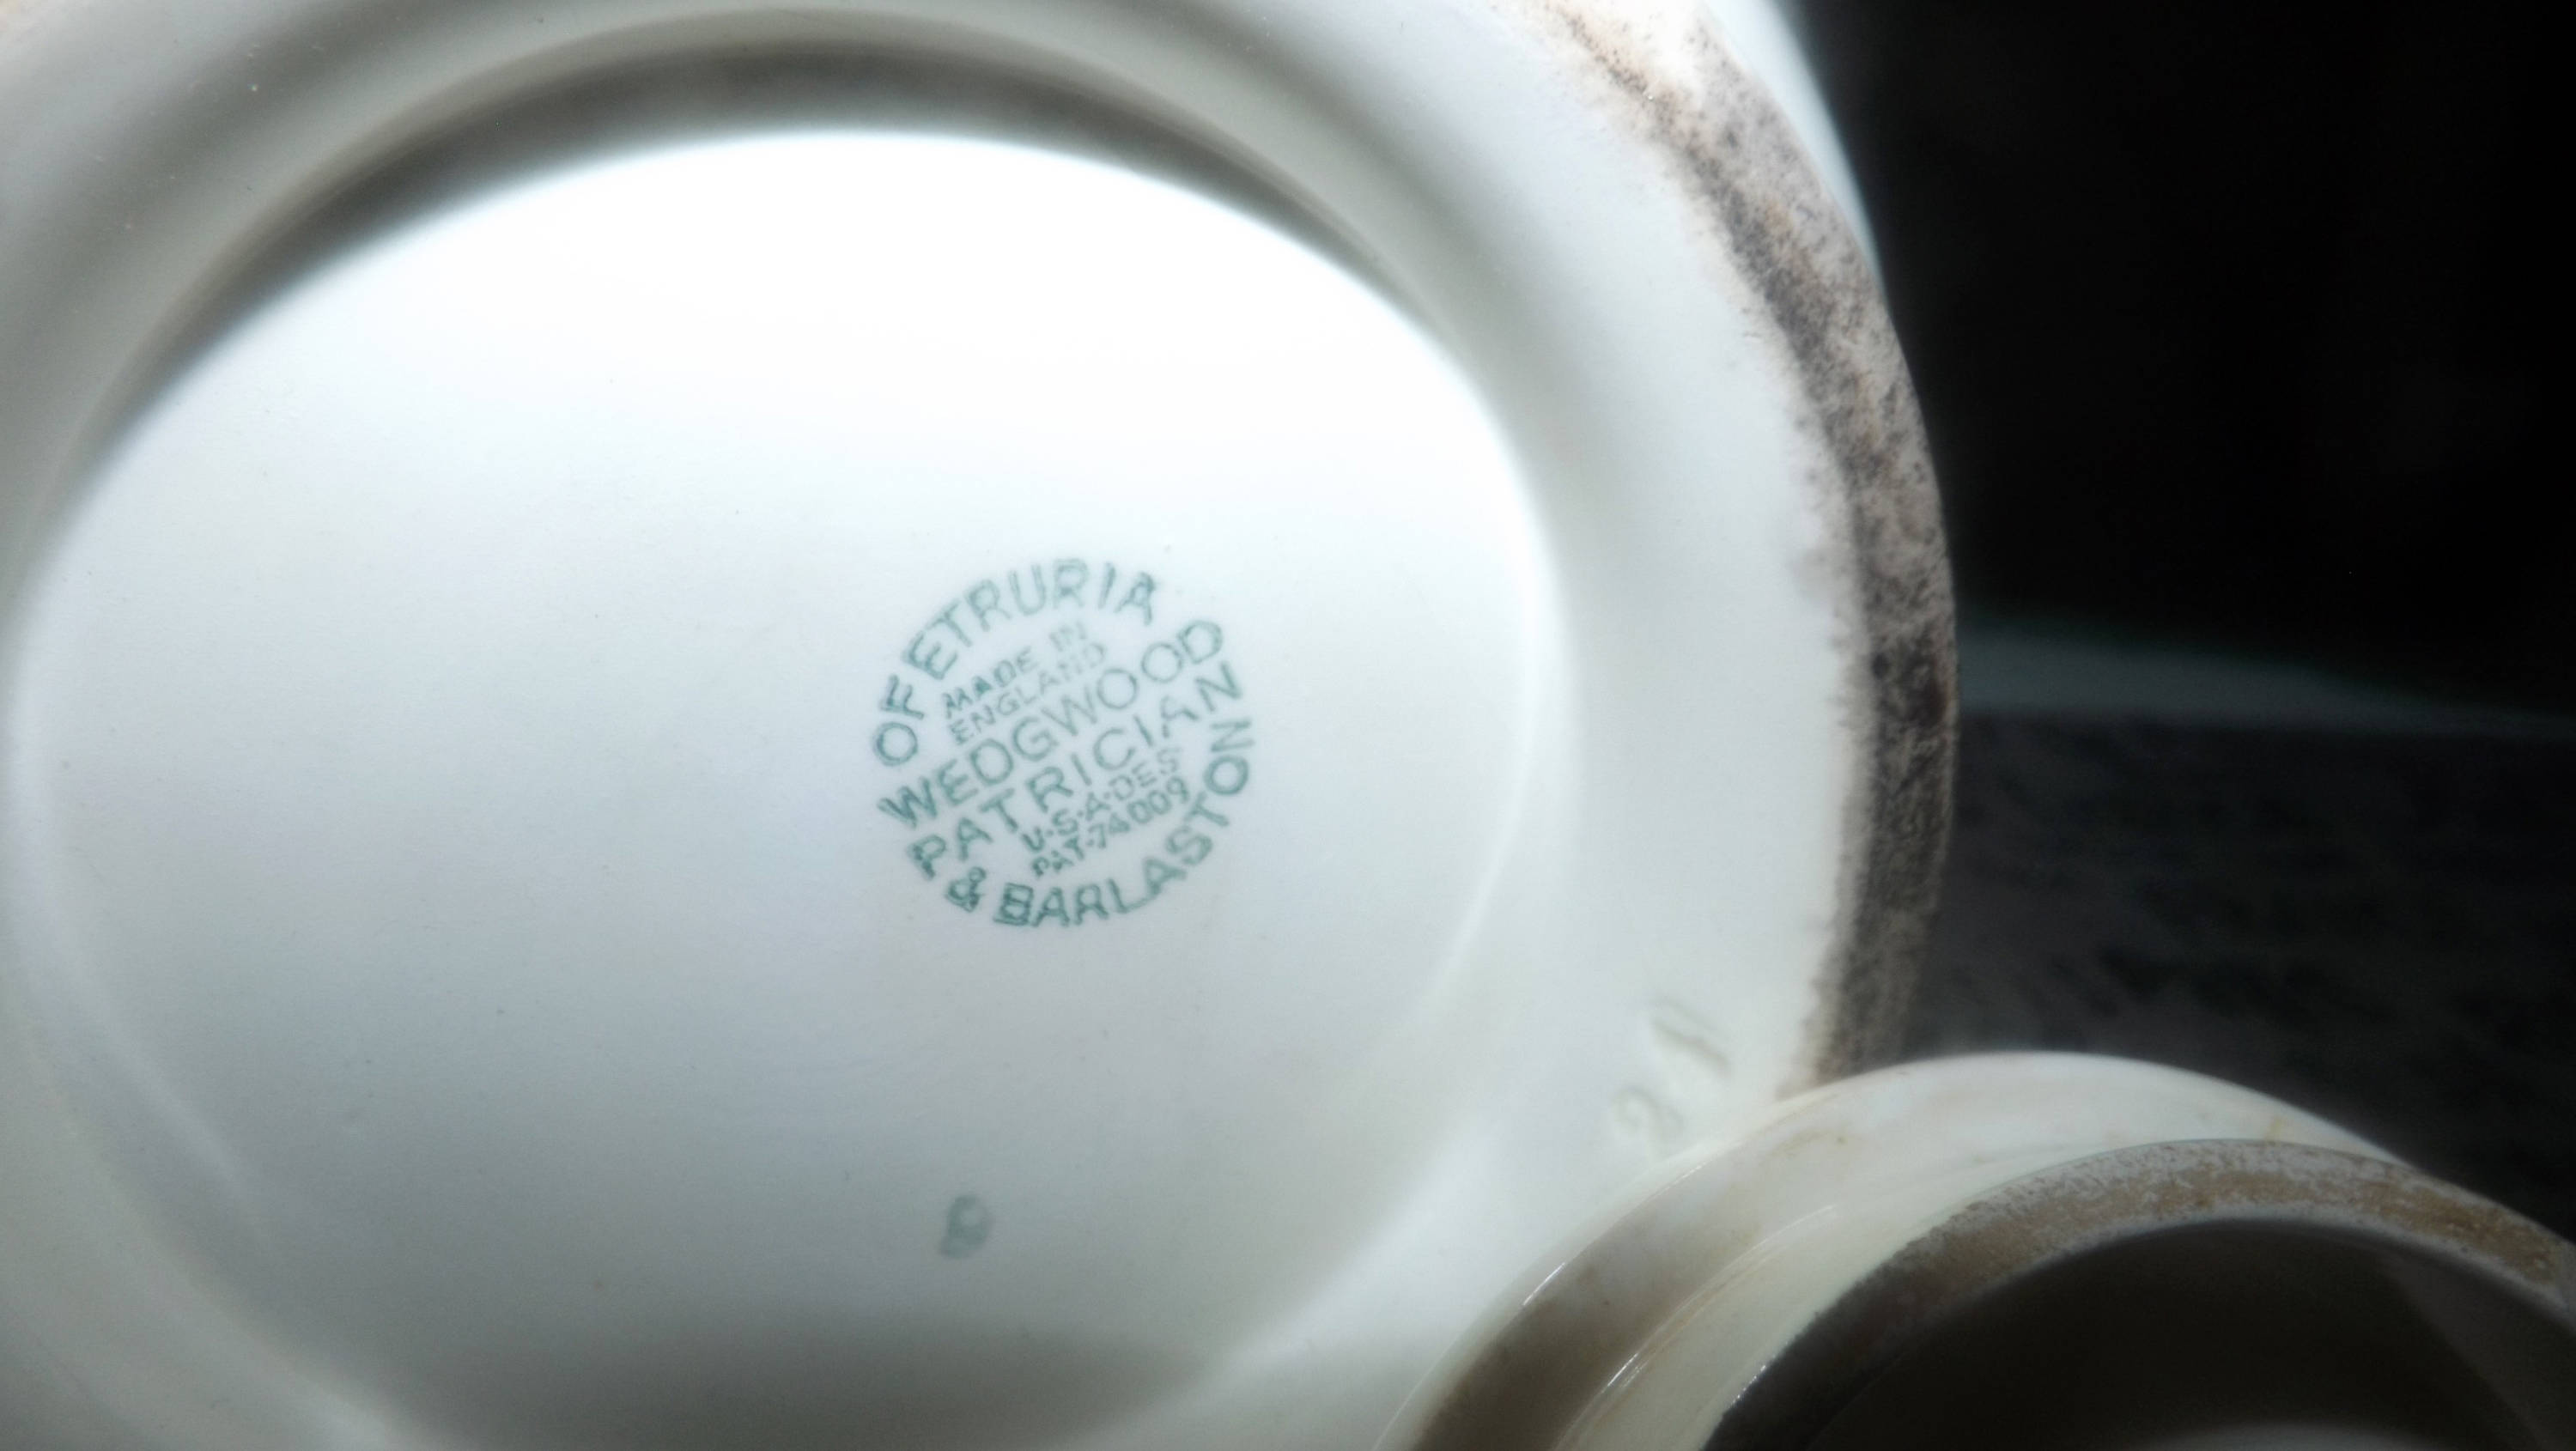 OF ETRURIA
MADE IN
ENGLAND
WEDGWOOD
PATRICIAN
U·S·A·DES
PAT·74009
& BARLASTON